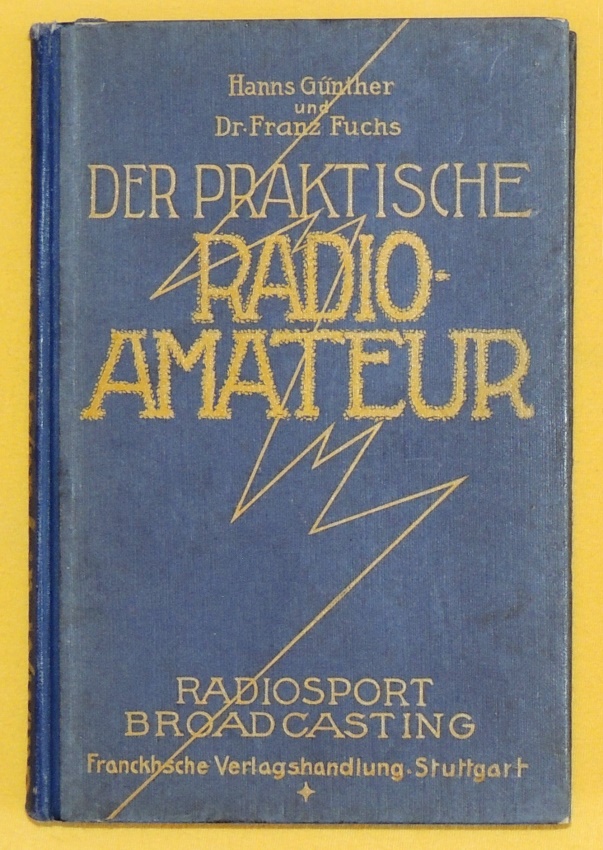 Hanns Günther
und
Dr. Franz Fuchs
DER PRAKTISCHE
RADIO-
AMATEUR
RADIOSPORT
BROADCASTING
Franckhsche Verlagshandlung. Stuttgart